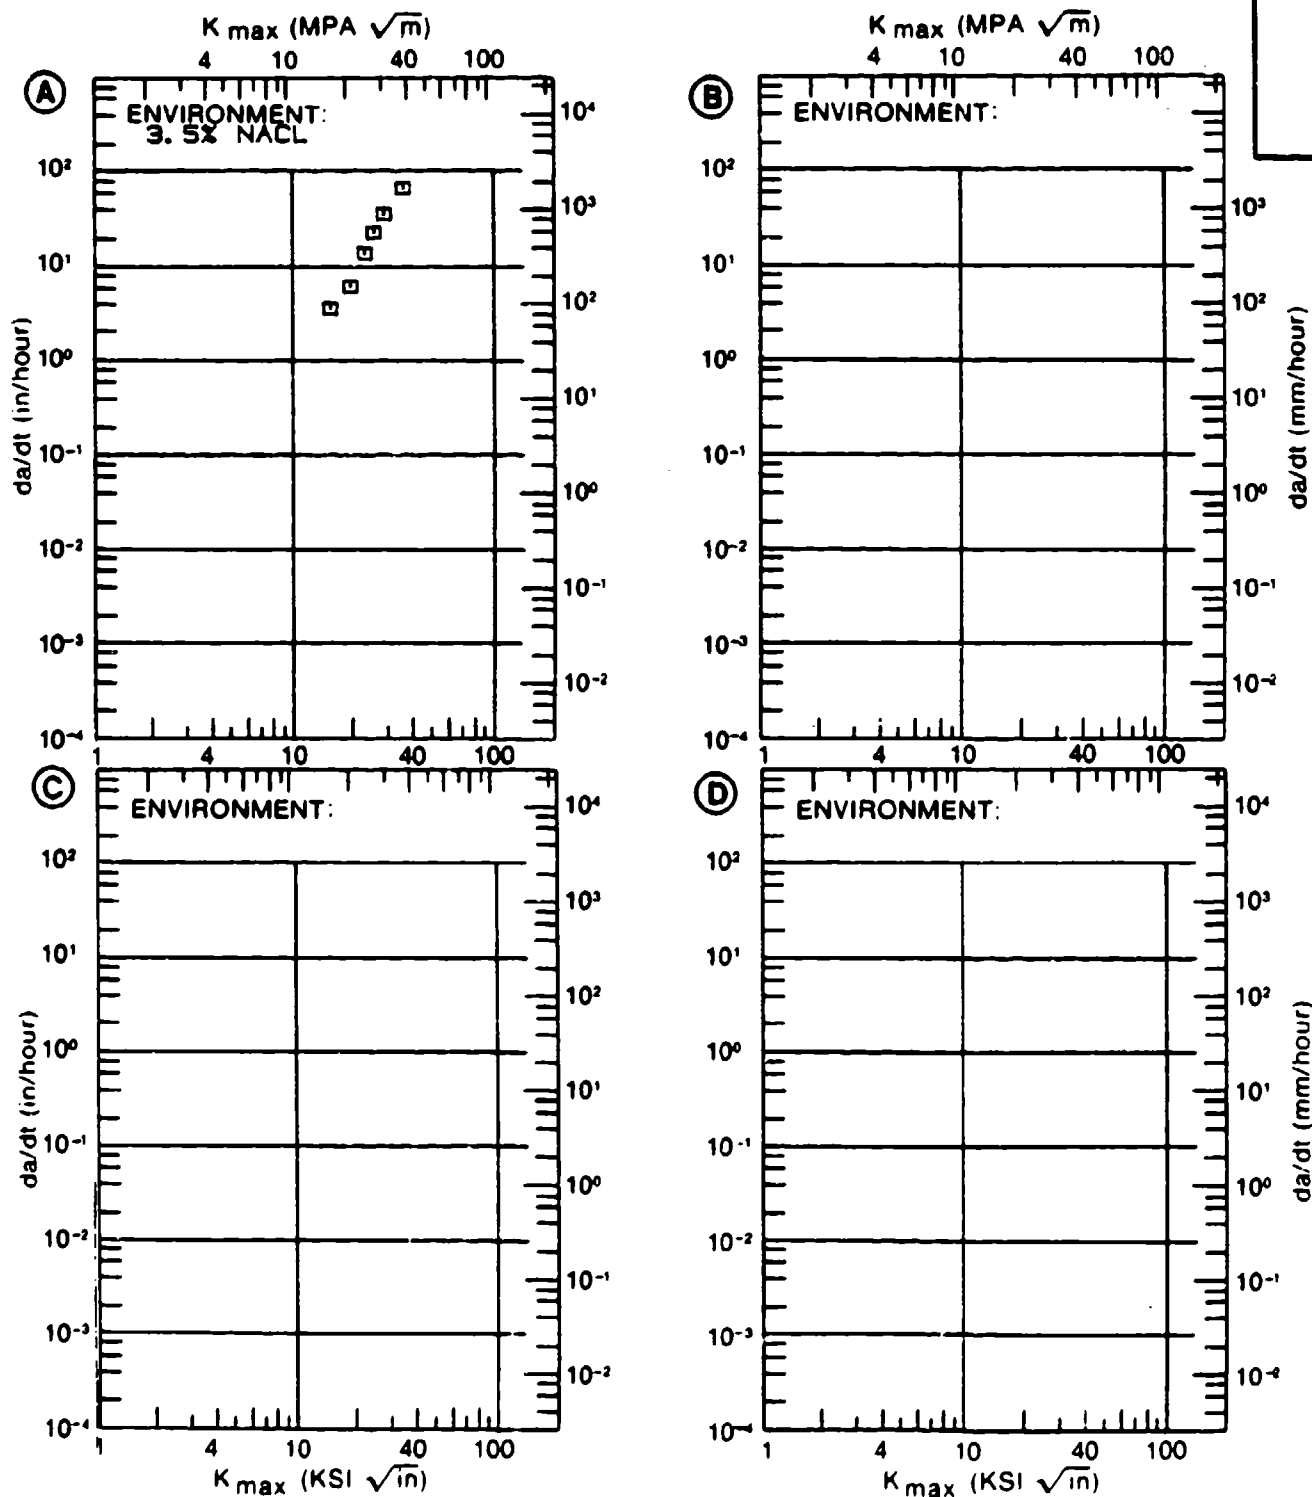 K max (MPA √m)
4 10 40 100
K max (MPA √m)
4 10 40 100
A
ENVIRONMENT:
3. 5% NACL
da/dt (in/hour)
10²
10¹
10⁰
10⁻¹
10⁻²
10⁻³
10⁻⁴
10⁴
10³
10²
10¹
10⁰
10⁻¹
10⁻²
1 4 10 40 100
B
ENVIRONMENT:
10²
10¹
10⁰
10⁻¹
10⁻²
10⁻³
10⁻⁴
10³
10²
10¹
10⁰
10⁻¹
10⁻²
da/dt (mm/hour)
1 4 10 40 100
C
ENVIRONMENT:
da/dt (in/hour)
10²
10¹
10⁰
10⁻¹
10⁻²
10⁻³
10⁻⁴
10⁴
10³
10²
10¹
10⁰
10⁻¹
10⁻²
1 4 10 40 100
K max (KSI √in)
D
ENVIRONMENT:
10²
10¹
10⁰
10⁻¹
10⁻²
10⁻³
10⁻⁴
10⁴
10³
10²
10¹
10⁰
10⁻¹
10⁻²
da/dt (mm/hour)
1 4 10 40 100
K max (KSI √in)